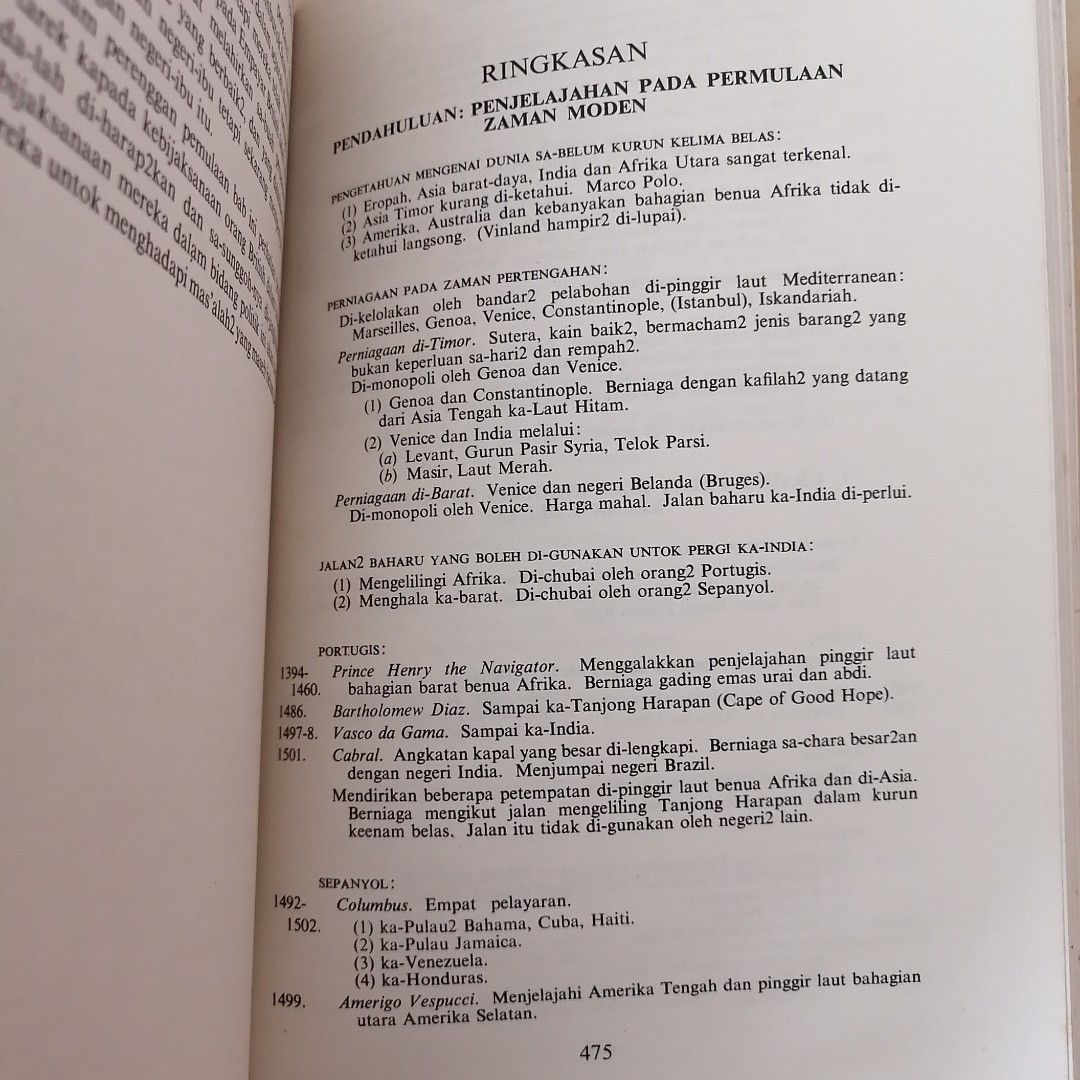 da-lah di-harap2kan dan sa-sunggoh-nya
RINGKASAN
PENDAHULUAN: PENJELAJAHAN PADA PERMULAAN
ZAMAN MODEN
PENGETAHUAN MENGENAI DUNIA SA-BELUM KURUN KELIMA BELAS:
(1) Eropah, Asia barat-daya, India dan Afrika Utara sangat terkenal.
(2) Asia Timor kurang di-ketahui. Marco Polo.
(3) Amerika, Australia dan kebanyakan bahagian benua Afrika tidak di-
ketahui langsong. (Vinland hampir2 di-lupai).
PERNIAGAAN PADA ZAMAN PERTENGAHAN:
Di-kelolakan oleh bandar2 pelabohan di-pinggir laut Mediterranean:
Marseilles, Genoa, Venice, Constantinople, (Istanbul), Iskandariah.
Perniagaan di-Timor. Sutera, kain baik2, bermacham2 jenis barang2 yang
bukan keperluan sa-hari2 dan rempah2.
Di-monopoli oleh Genoa dan Venice.
(1) Genoa dan Constantinople. Berniaga dengan kafilah2 yang datang
dari Asia Tengah ka-Laut Hitam.
(2) Venice dan India melalui:
(a) Levant, Gurun Pasir Syria, Telok Parsi.
(b) Masir, Laut Merah.
Perniagaan di-Barat. Venice dan negeri Belanda (Bruges).
Di-monopoli oleh Venice. Harga mahal. Jalan baharu ka-India di-perlui.
JALAN2 BAHARU YANG BOLEH DI-GUNAKAN UNTOK PERGI KA-INDIA:
(1) Mengelilingi Afrika. Di-chubai oleh orang2 Portugis.
(2) Menghala ka-barat. Di-chubai oleh orang2 Sepanyol.
PORTUGIS:
1394- Prince Henry the Navigator. Menggalakkan penjelajahan pinggir laut
1460. bahagian barat benua Afrika. Berniaga gading emas urai dan abdi.
1486. Bartholomew Diaz. Sampai ka-Tanjong Harapan (Cape of Good Hope).
1497-8. Vasco da Gama. Sampai ka-India.
1501. Cabral. Angkatan kapal yang besar di-lengkapi. Berniaga sa-chara besar2an
dengan negeri India. Menjumpai negeri Brazil.
Mendirikan beberapa petempatan di-pinggir laut benua Afrika dan di-Asia.
Berniaga mengikut jalan mengeliling Tanjong Harapan dalam kurun
keenam belas. Jalan itu tidak di-gunakan oleh negeri2 lain.
SEPANYOL:
1492- Columbus. Empat pelayaran.
1502. (1) ka-Pulau2 Bahama, Cuba, Haiti.
(2) ka-Pulau Jamaica.
(3) ka-Venezuela.
(4) ka-Honduras.
1499. Amerigo Vespucci. Menjelajahi Amerika Tengah dan pinggir laut bahagian
utara Amerika Selatan.
475